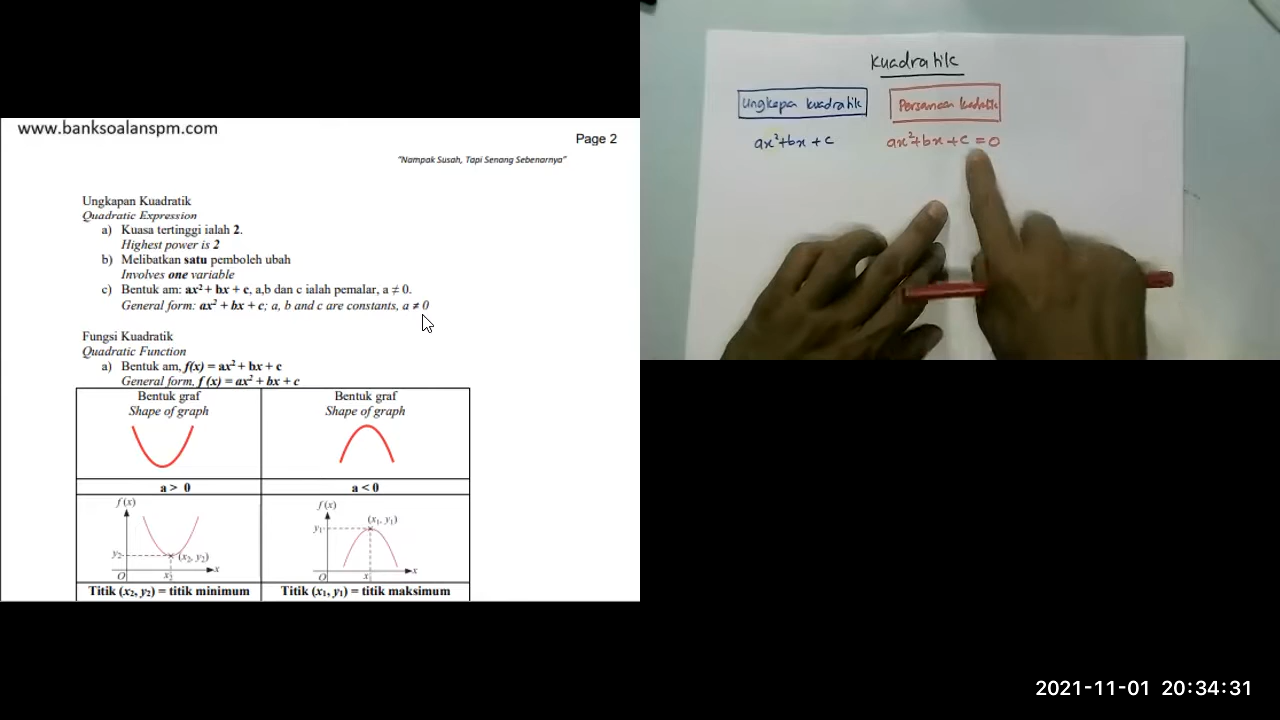 www.banksoalanspm.com
Page 2
"Nampak Susah, Tapi Senang Sebenarnya"
Ungkapan Kuadratik
Quadratic Expression
a) Kuasa tertinggi ialah 2.
Highest power is 2
b) Melibatkan satu pemboleh ubah
Involves one variable
c) Bentuk am: ax² + bx + c, a,b dan c ialah pemalar, a ≠ 0.
General form: ax² + bx + c; a, b and c are constants, a ≠ 0
Fungsi Kuadratik
Quadratic Function
a) Bentuk am, f(x) = ax² + bx + c
General form, f (x) = ax² + bx + c
Bentuk graf
Shape of graph
Bentuk graf
Shape of graph
a > 0
a < 0
f(x)
y₂
(x₂, y₂)
O
x₂
x
f(x)
(x₁, y₁)
y₁
O
x₁
x
Titik (x₂, y₂) = titik minimum
Titik (x₁, y₁) = titik maksimum
Kuadratik
Ungkapa kuadratik
Persamaan
ax²+bx+c
ax²+bx+c=0
2021-11-01 20:34:31